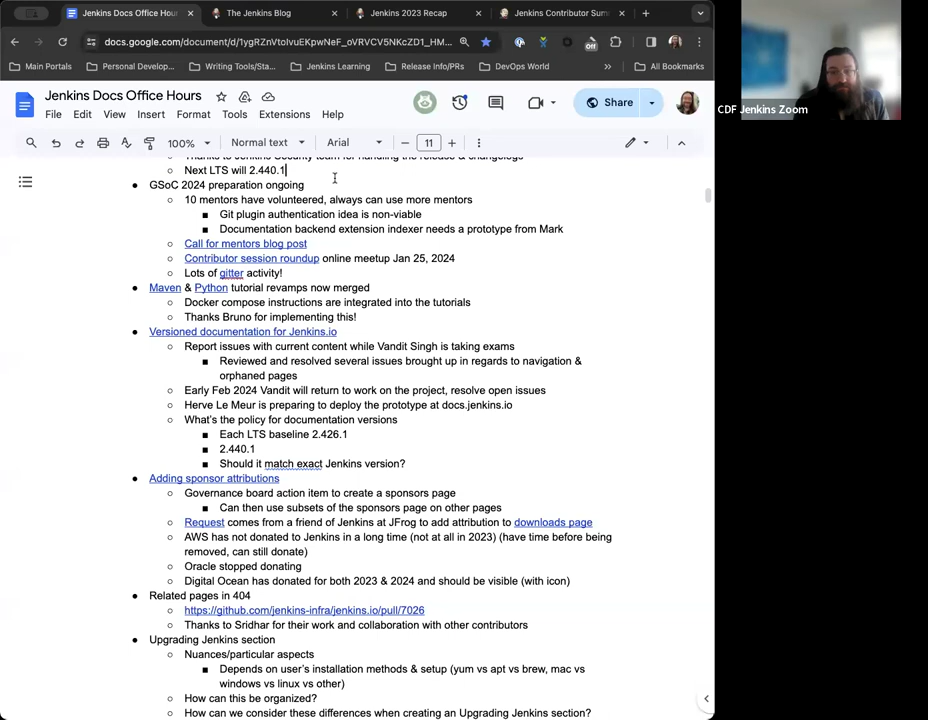 Jenkins Docs Office Hour
The Jenkins Blog
Jenkins 2023 Recap
Jenkins Contributor Sum
docs.google.com/document/d/1ygRZnVtoIvuEKpwNeF_oVRVCV5NKcZD1_HM...
Off
Main Portals
Personal Develop...
Writing Tools/Sta...
Jenkins Learning
Release Info/PRs
DevOps World
All Bookmarks
Jenkins Docs Office Hours
File Edit View Insert Format Tools Extensions Help
Share
100% Normal text Arial 11
Thanks to Jenkins Security team for handling the release & changelogs
Next LTS will 2.440.1
GSoC 2024 preparation ongoing
10 mentors have volunteered, always can use more mentors
Git plugin authentication idea is non-viable
Documentation backend extension indexer needs a prototype from Mark
Call for mentors blog post
Contributor session roundup online meetup Jan 25, 2024
Lots of gitter activity!
Maven & Python tutorial revamps now merged
Docker compose instructions are integrated into the tutorials
Thanks Bruno for implementing this!
Versioned documentation for Jenkins.io
Report issues with current content while Vandit Singh is taking exams
Reviewed and resolved several issues brought up in regards to navigation &
orphaned pages
Early Feb 2024 Vandit will return to work on the project, resolve open issues
Herve Le Meur is preparing to deploy the prototype at docs.jenkins.io
What's the policy for documentation versions
Each LTS baseline 2.426.1
2.440.1
Should it match exact Jenkins version?
Adding sponsor attributions
Governance board action item to create a sponsors page
Can then use subsets of the sponsors page on other pages
Request comes from a friend of Jenkins at JFrog to add attribution to downloads page
AWS has not donated to Jenkins in a long time (not at all in 2023) (have time before being
removed, can still donate)
Oracle stopped donating
Digital Ocean has donated for both 2023 & 2024 and should be visible (with icon)
Related pages in 404
https://github.com/jenkins-infra/jenkins.io/pull/7026
Thanks to Sridhar for their work and collaboration with other contributors
Upgrading Jenkins section
Nuances/particular aspects
Depends on user's installation methods & setup (yum vs apt vs brew, mac vs
windows vs linux vs other)
How can this be organized?
How can we consider these differences when creating an Upgrading Jenkins section?
CDF Jenkins Zoom